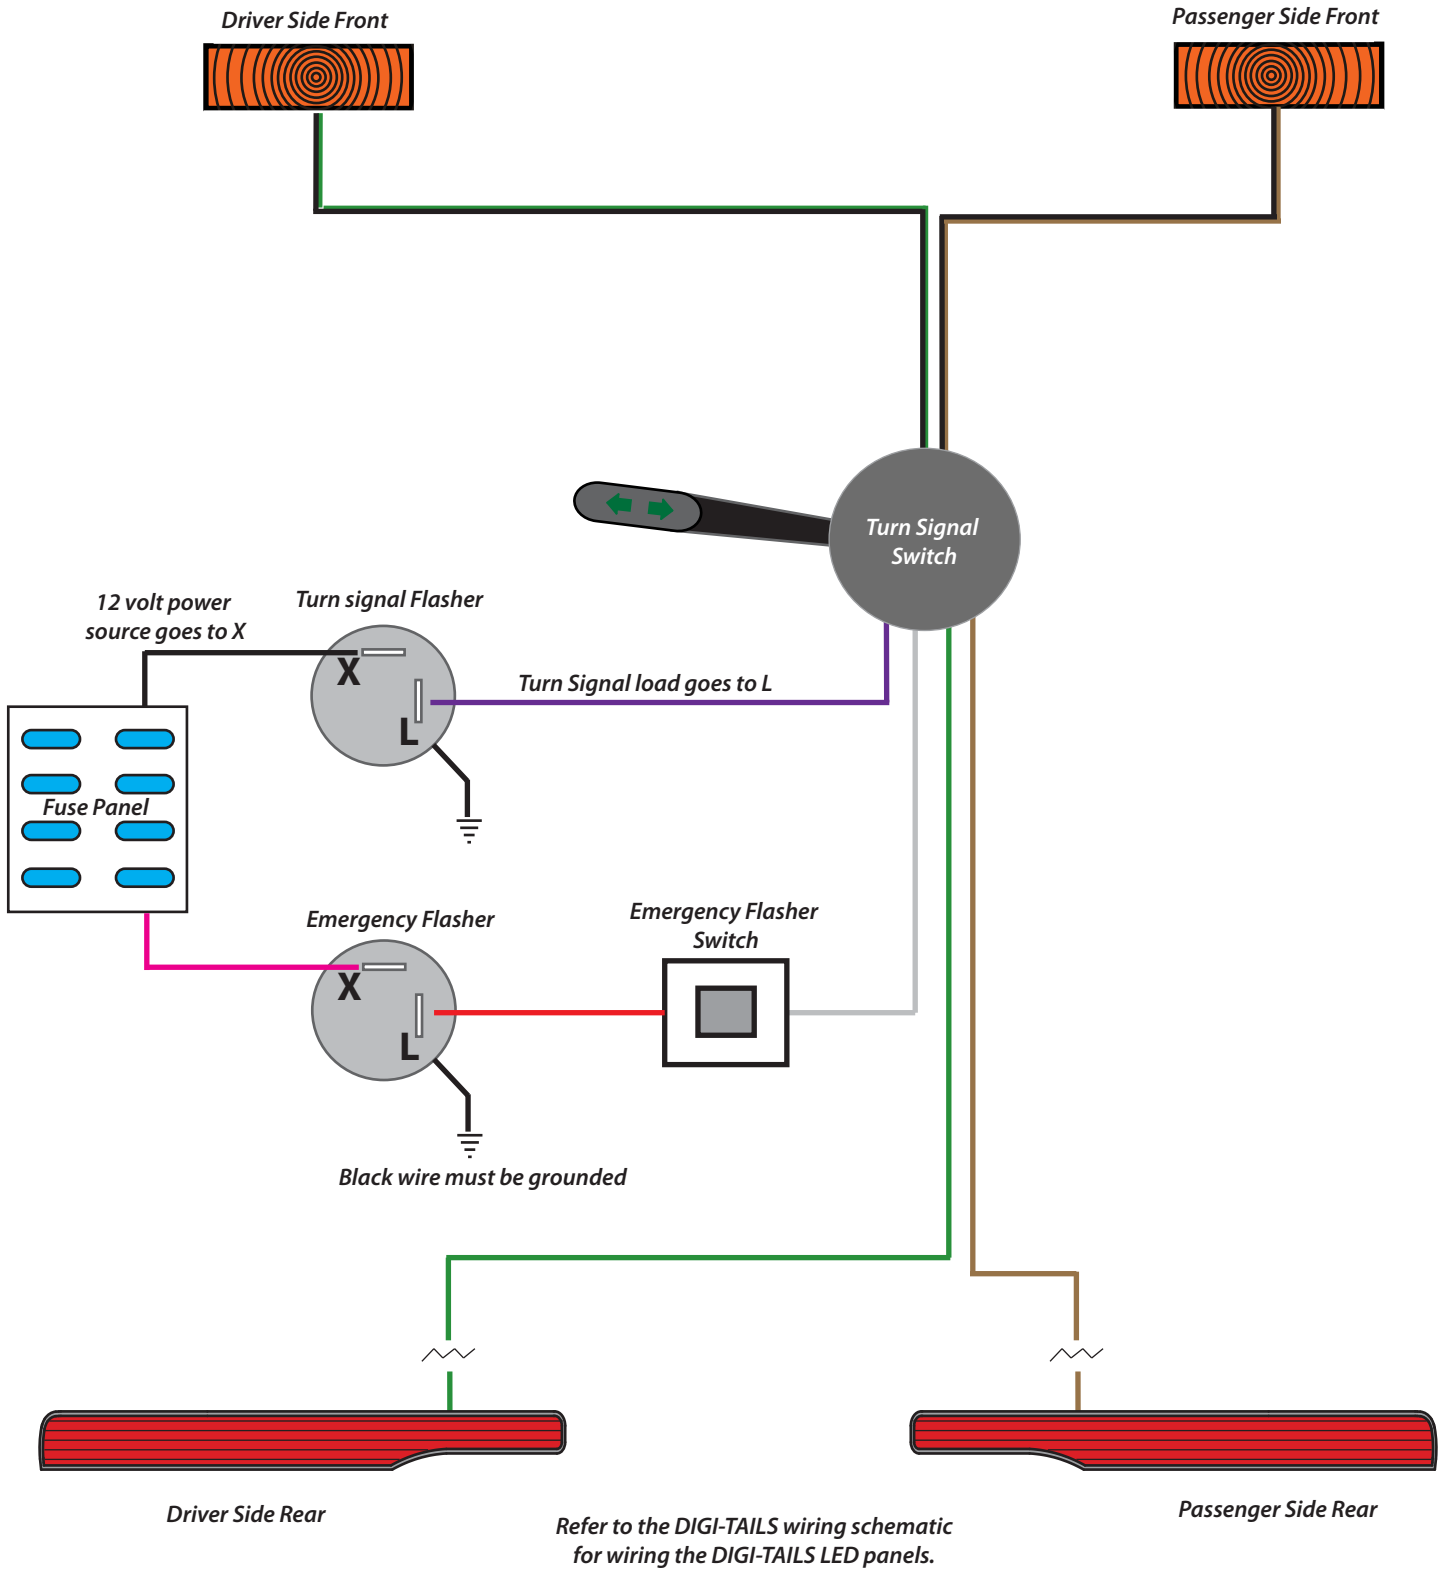 Driver Side Front
Passenger Side Front
Turn Signal
Switch
12 volt power
source goes to X
Turn signal Flasher
X
Turn Signal load goes to L
L
Fuse Panel
Emergency Flasher
Emergency Flasher
Switch
X
L
Black wire must be grounded
Driver Side Rear
Passenger Side Rear
Refer to the DIGI-TAILS wiring schematic
for wiring the DIGI-TAILS LED panels.